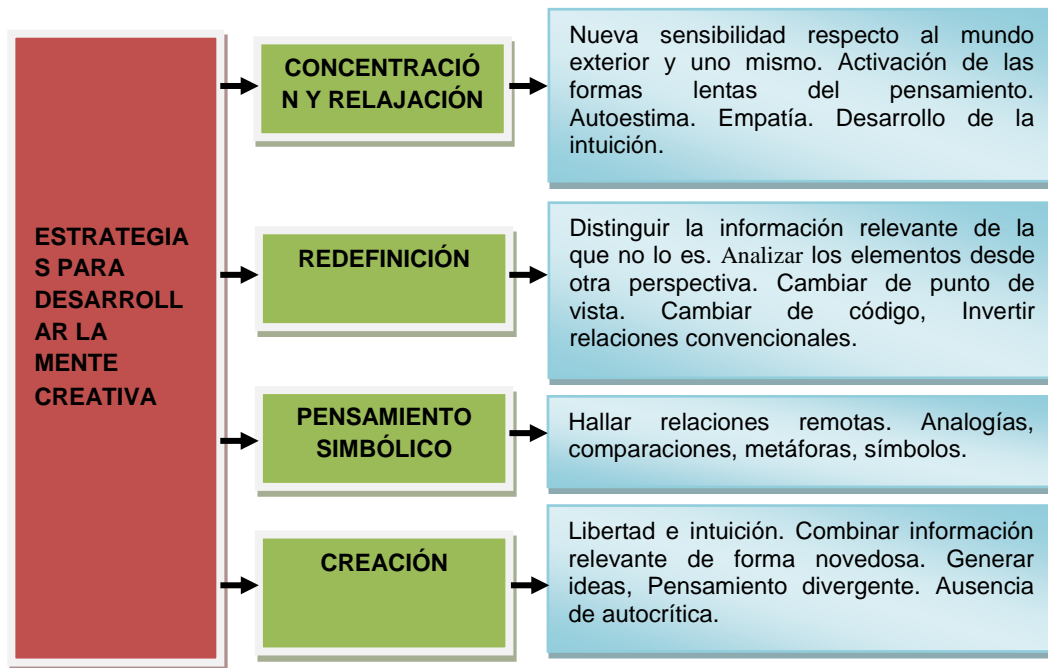 ESTRATEGIA
S PARA
DESARROLL
AR LA
MENTE
CREATIVA
CONCENTRACIÓ
N Y RELAJACIÓN
Nueva sensibilidad respecto al mundo
exterior y uno mismo. Activación de las
formas lentas del pensamiento.
Autoestima. Empatía. Desarrollo de la
intuición.
REDEFINICIÓN
Distinguir la información relevante de la
que no lo es. Analizar los elementos desde
otra perspectiva. Cambiar de punto de
vista. Cambiar de código, Invertir
relaciones convencionales.
PENSAMIENTO
SIMBÓLICO
Hallar relaciones remotas. Analogías,
comparaciones, metáforas, símbolos.
CREACIÓN
Libertad e intuición. Combinar información
relevante de forma novedosa. Generar
ideas, Pensamiento divergente. Ausencia
de autocrítica.